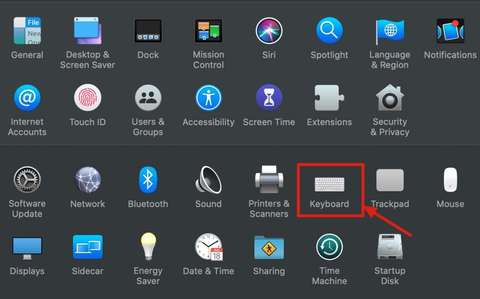 File
New
Ope
General
Desktop &
Screen Saver
Dock
Mission
Control
Siri
Spotlight
Language
& Region
Notifications
Internet
Accounts
Touch ID
Users &
Groups
Accessibility
Screen Time
Extensions
Security
& Privacy
Software
Update
Network
Bluetooth
Sound
Printers &
Scanners
Keyboard
Trackpad
Mouse
Displays
Sidecar
Energy
Saver
JUL
18
Date & Time
Sharing
Time
Machine
Startup
Disk